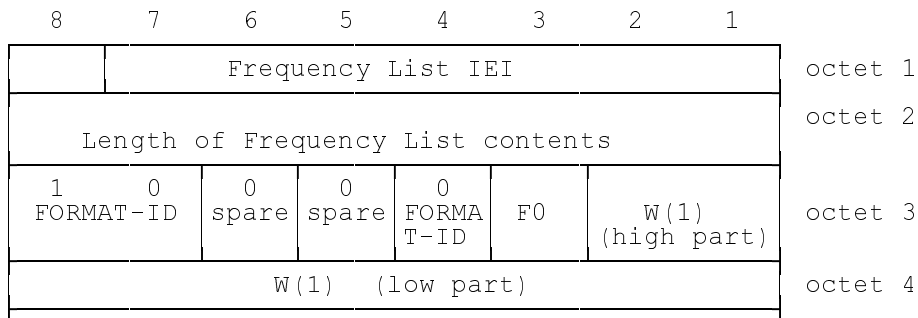 8 7 6 5 4 3 2 1
Frequency List IEI octet 1
octet 2
Length of Frequency List contents
1 0 0 0 0
FORMAT-ID spare spare FORMA F0 W(1) octet 3
T-ID (high part)
W(1) (low part) octet 4